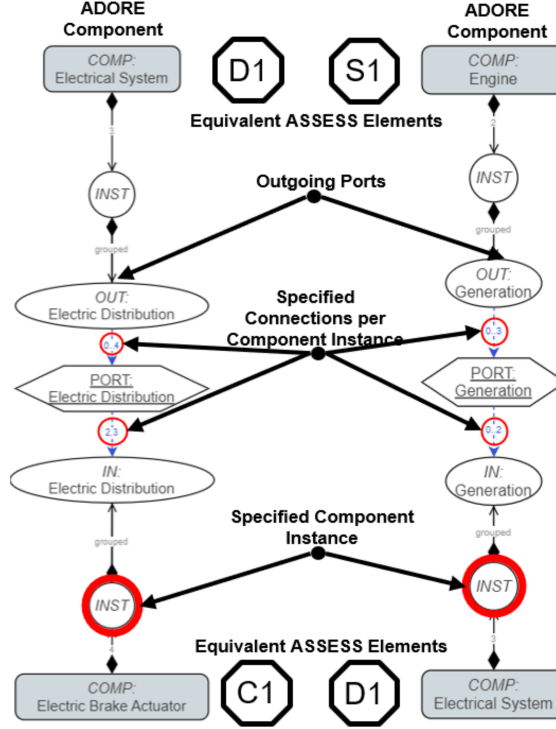 ADORE
Component
ADORE
Component
COMP:
Electrical System
D1
S1
COMP:
Engine
Equivalent ASSESS Elements
3
2
INST
INST
Outgoing Ports
grouped
grouped
OUT:
Electric Distribution
OUT:
Generation
Specified
Connections per
Component Instance
0..4
0..3
PORT:
Electric Distribution
PORT:
Generation
2,3
0..2
IN:
Electric Distribution
IN:
Generation
Specified Component
Instance
grouped
grouped
INST
INST
4
3
Equivalent ASSESS Elements
COMP:
Electric Brake Actuator
C1
D1
COMP:
Electrical System